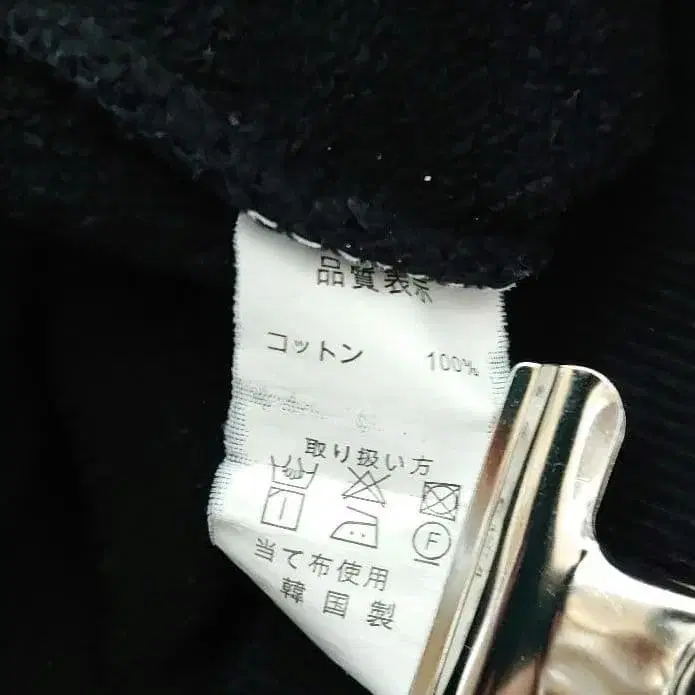 品質表示
コットン 100%
取り扱い方
F
当て布使用
韓国製